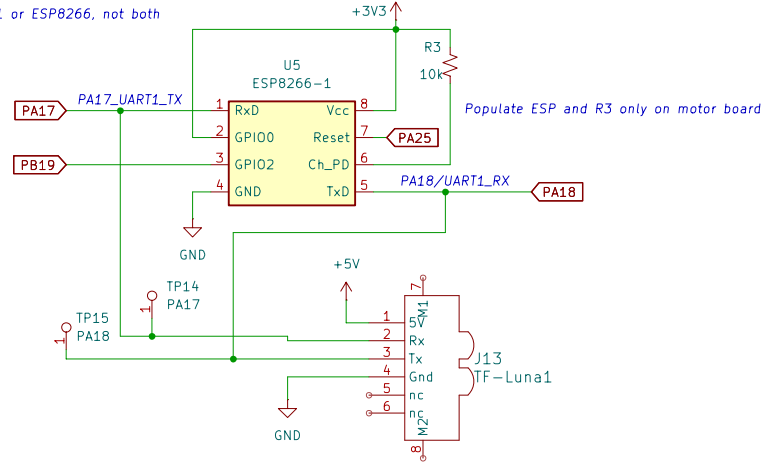 or ESP8266, not both
+3V3
R3
10k
U5
ESP8266-1
PA17_UART1_TX
PA17
1 RxD Vcc 8
Populate ESP and R3 only on motor board
2 GPIO0 Reset 7 PA25
PB19 3 GPIO2 Ch_PD 6
4 GND TxD 5
PA18/UART1_RX
PA18
GND
+5V
TP14
PA17
1
TP15
PA18
1
7
M1
1 5V
2 Rx
3 Tx
4 Gnd
5 nc
6 nc
M2
8
J13
TF-Luna1
GND